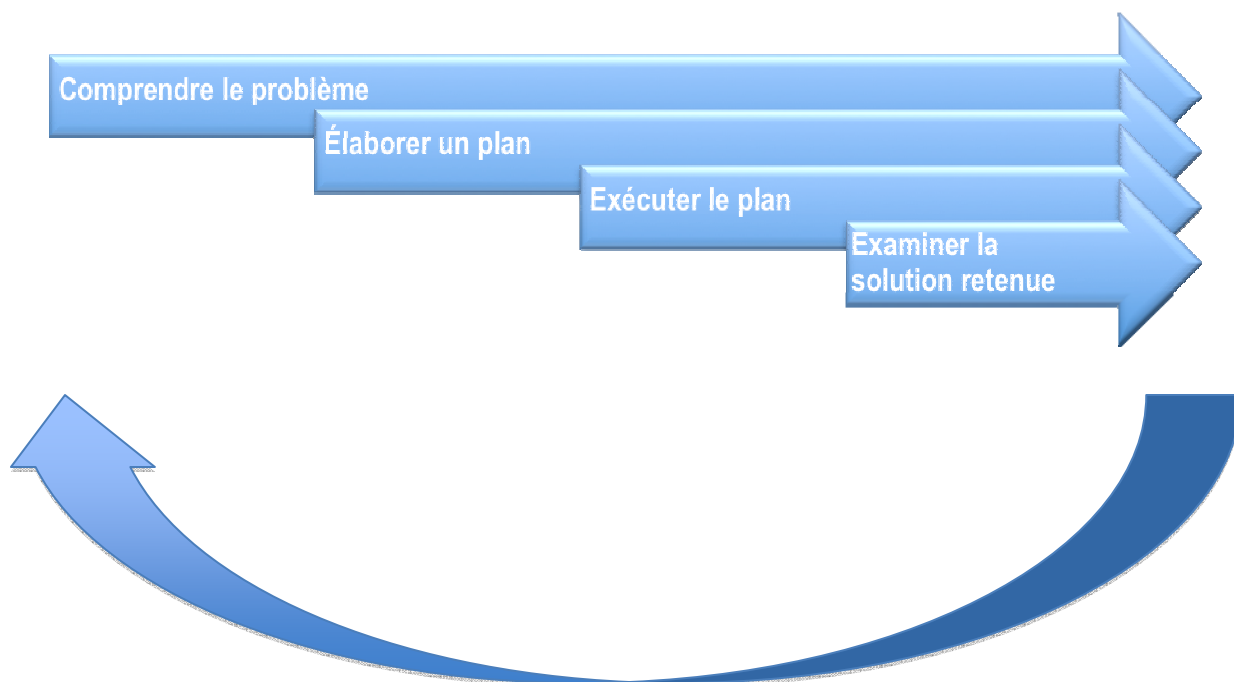 Comprendre le problème
Élaborer un plan
Exécuter le plan
Examiner la
solution retenue